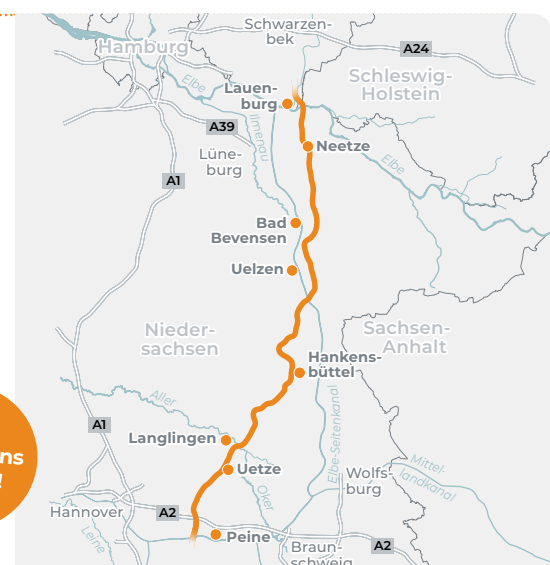 Schwarzen-
bek
Hamburg
A24
Elbe
Schleswig-
Holstein
Lauen-
burg
A39
Ilmenau
Neetze
Lüne-
burg
Elbe
A1
Bad
Bevensen
Uelzen
Nieder-
sachsen
Sachsen-
Anhalt
Hankens-
büttel
Aller
Elbe-Seitenkanal
A1
Langlingen
ns
!
Uetze
Mittel-
landkanal
Wolfs-
burg
Oker
Hannover
A2
Leine
Peine
A2
Braun-
schweig